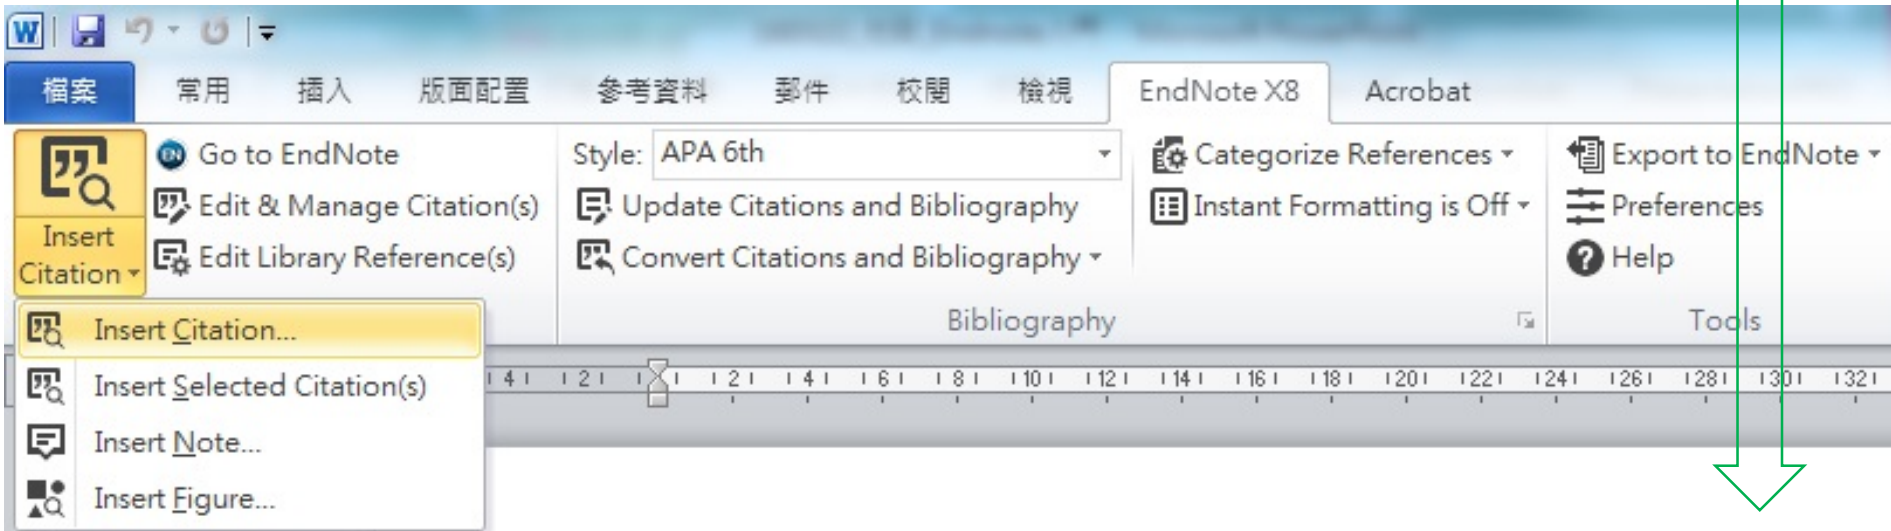 檔案 常用 插入 版面配置 參考資料 郵件 校閱 檢視 EndNote X8 Acrobat
Go to EndNote Style: APA 6th Categorize References Export to EndNote
Edit & Manage Citation(s) Update Citations and Bibliography Instant Formatting is Off Preferences
Insert
Citation Edit Library Reference(s) Convert Citations and Bibliography Help
Bibliography Tools
Insert Citation...
Insert Selected Citation(s)
4 2 2 4 6 8 10 12 14 16 18 20 22 24 26 28 30 32
Insert Note...
Insert Figure...